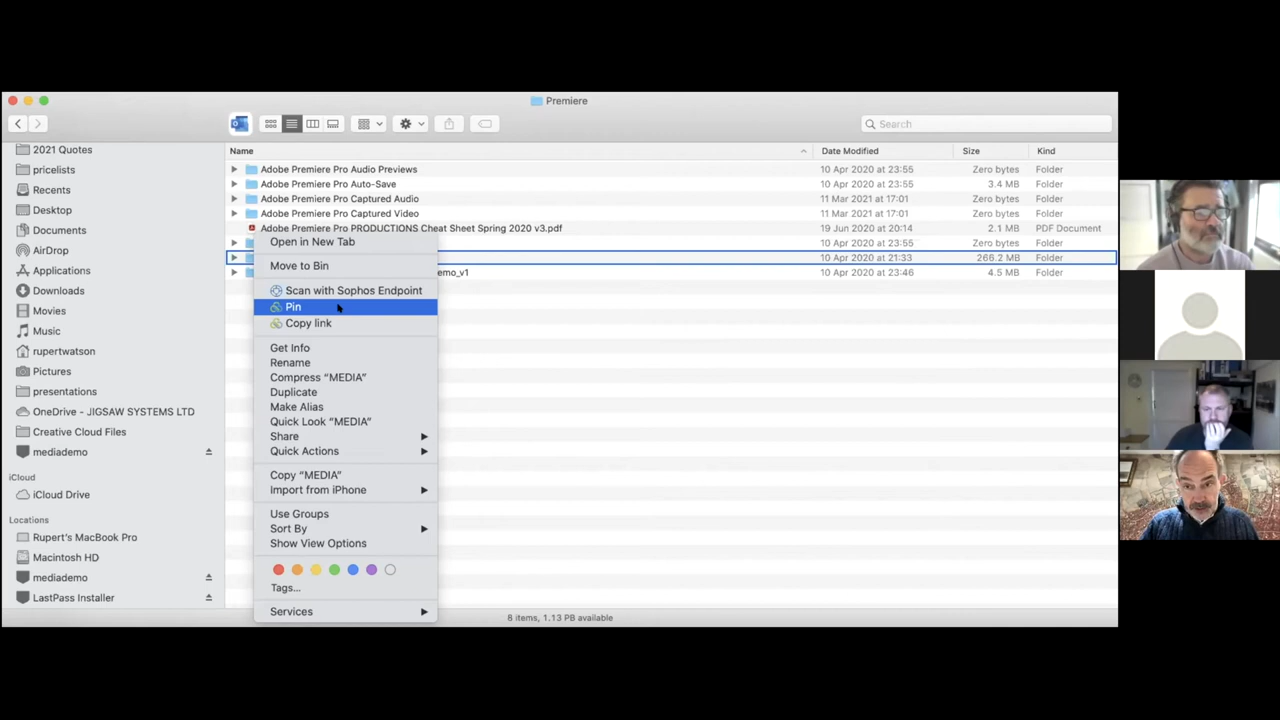 Premiere
Search
2021 Quotes
pricelists
Recents
Desktop
Documents
AirDrop
Applications
Downloads
Movies
Music
rupertwatson
Pictures
presentations
OneDrive - JIGSAW SYSTEMS LTD
Creative Cloud Files
mediademo
iCloud
iCloud Drive
Locations
Rupert's MacBook Pro
Macintosh HD
mediademo
LastPass Installer
Name Date Modified Size Kind
Adobe Premiere Pro Audio Previews 10 Apr 2020 at 23:55 Zero bytes Folder
Adobe Premiere Pro Auto-Save 10 Apr 2020 at 23:55 3.4 MB Folder
Adobe Premiere Pro Captured Audio 11 Mar 2021 at 17:01 Zero bytes Folder
Adobe Premiere Pro Captured Video 11 Mar 2021 at 17:01 Zero bytes Folder
Adobe Premiere Pro PRODUCTIONS Cheat Sheet Spring 2020 v3.pdf 19 Jun 2020 at 20:14 2.1 MB PDF Document
10 Apr 2020 at 23:55 Zero bytes Folder
10 Apr 2020 at 21:33 266.2 MB Folder
emo_v1 10 Apr 2020 at 23:46 4.5 MB Folder
Open in New Tab
Move to Bin
Scan with Sophos Endpoint
Pin
Copy link
Get Info
Rename
Compress “MEDIA”
Duplicate
Make Alias
Quick Look “MEDIA”
Share
Quick Actions
Copy “MEDIA”
Import from iPhone
Use Groups
Sort By
Show View Options
Tags...
Services
8 items, 1.13 PB available